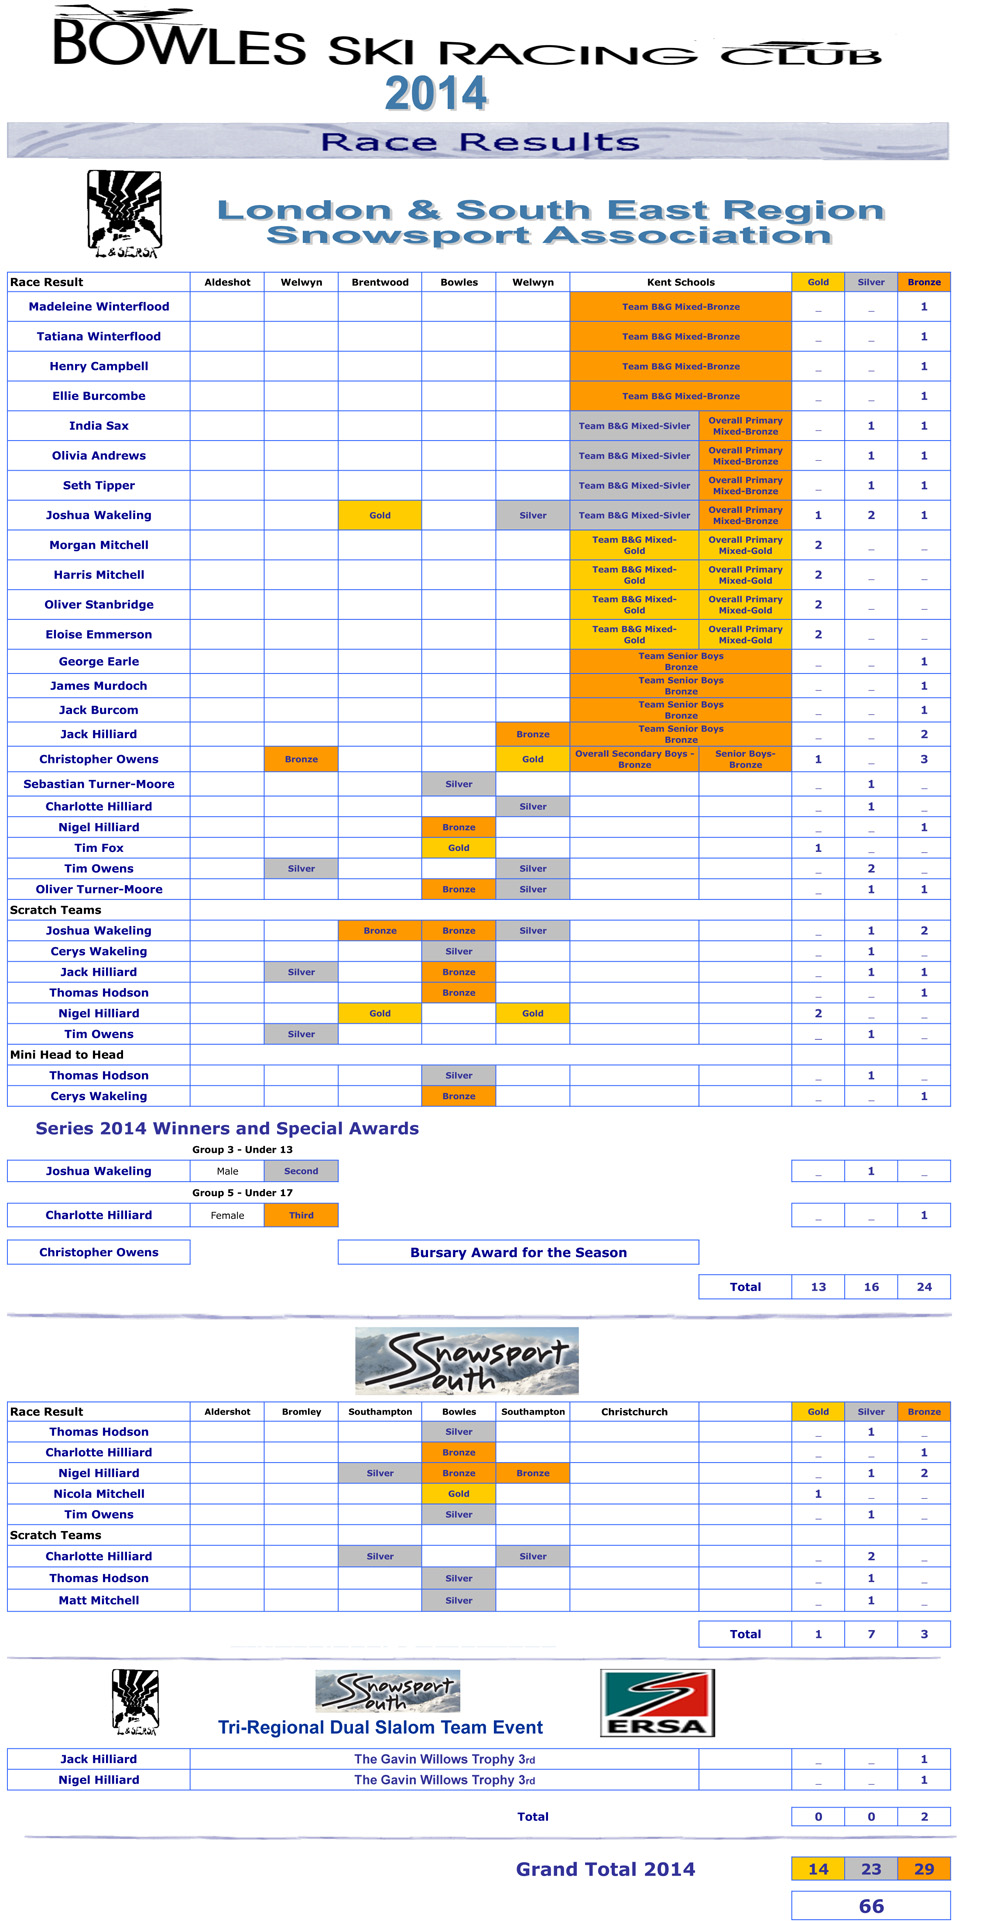 BOWLES SKI RACING CLUB
2014
Race Results
L & SERSA
London & South East Region
Snowsport Association
Race Result Aldeshot Welwyn Brentwood Bowles Welwyn Kent Schools Gold Silver Bronze
Madeleine Winterflood Team B&G Mixed-Bronze _ _ 1
Tatiana Winterflood Team B&G Mixed-Bronze _ _ 1
Henry Campbell Team B&G Mixed-Bronze _ _ 1
Ellie Burcombe Team B&G Mixed-Bronze _ _ 1
India Sax Team B&G Mixed-Sivler Overall Primary Mixed-Bronze _ 1 1
Olivia Andrews Team B&G Mixed-Sivler Overall Primary Mixed-Bronze _ 1 1
Seth Tipper Team B&G Mixed-Sivler Overall Primary Mixed-Bronze _ 1 1
Joshua Wakeling Gold Silver Team B&G Mixed-Sivler Overall Primary Mixed-Bronze 1 2 1
Morgan Mitchell Team B&G Mixed-Gold Overall Primary Mixed-Gold 2 _ _
Harris Mitchell Team B&G Mixed-Gold Overall Primary Mixed-Gold 2 _ _
Oliver Stanbridge Team B&G Mixed-Gold Overall Primary Mixed-Gold 2 _ _
Eloise Emmerson Team B&G Mixed-Gold Overall Primary Mixed-Gold 2 _ _
George Earle Team Senior Boys Bronze _ _ 1
James Murdoch Team Senior Boys Bronze _ _ 1
Jack Burcom Team Senior Boys Bronze _ _ 1
Jack Hilliard Bronze Team Senior Boys Bronze _ _ 2
Christopher Owens Bronze Gold Overall Secondary Boys - Bronze Senior Boys-Bronze 1 _ 3
Sebastian Turner-Moore Silver _ 1 _
Charlotte Hilliard Silver _ 1 _
Nigel Hilliard Bronze _ _ 1
Tim Fox Gold 1 _ _
Tim Owens Silver Silver _ 2 _
Oliver Turner-Moore Bronze Silver _ 1 1
Scratch Teams
Joshua Wakeling Bronze Bronze Silver _ 1 2
Cerys Wakeling Silver _ 1 _
Jack Hilliard Silver Bronze _ 1 1
Thomas Hodson Bronze _ _ 1
Nigel Hilliard Gold Gold 2 _ _
Tim Owens Silver _ 1 _
Mini Head to Head
Thomas Hodson Silver _ 1 _
Cerys Wakeling Bronze _ _ 1
Series 2014 Winners and Special Awards
Group 3 - Under 13
Joshua Wakeling Male Second _ 1 _
Group 5 - Under 17
Charlotte Hilliard Female Third _ _ 1
Christopher Owens Bursary Award for the Season
Total 13 16 24
Snowsport South
Race Result Aldershot Bromley Southampton Bowles Southampton Christchurch Gold Silver Bronze
Thomas Hodson Silver _ 1 _
Charlotte Hilliard Bronze _ _ 1
Nigel Hilliard Silver Bronze Bronze _ 1 2
Nicola Mitchell Gold 1 _ _
Tim Owens Silver _ 1 _
Scratch Teams
Charlotte Hilliard Silver Silver _ 2 _
Thomas Hodson Silver _ 1 _
Matt Mitchell Silver _ 1 _
Total 1 7 3
L & SERSA Snowsport South ERSA
Tri-Regional Dual Slalom Team Event
Jack Hilliard The Gavin Willows Trophy 3rd _ _ 1
Nigel Hilliard The Gavin Willows Trophy 3rd _ _ 1
Total 0 0 2
Grand Total 2014 14 23 29
66